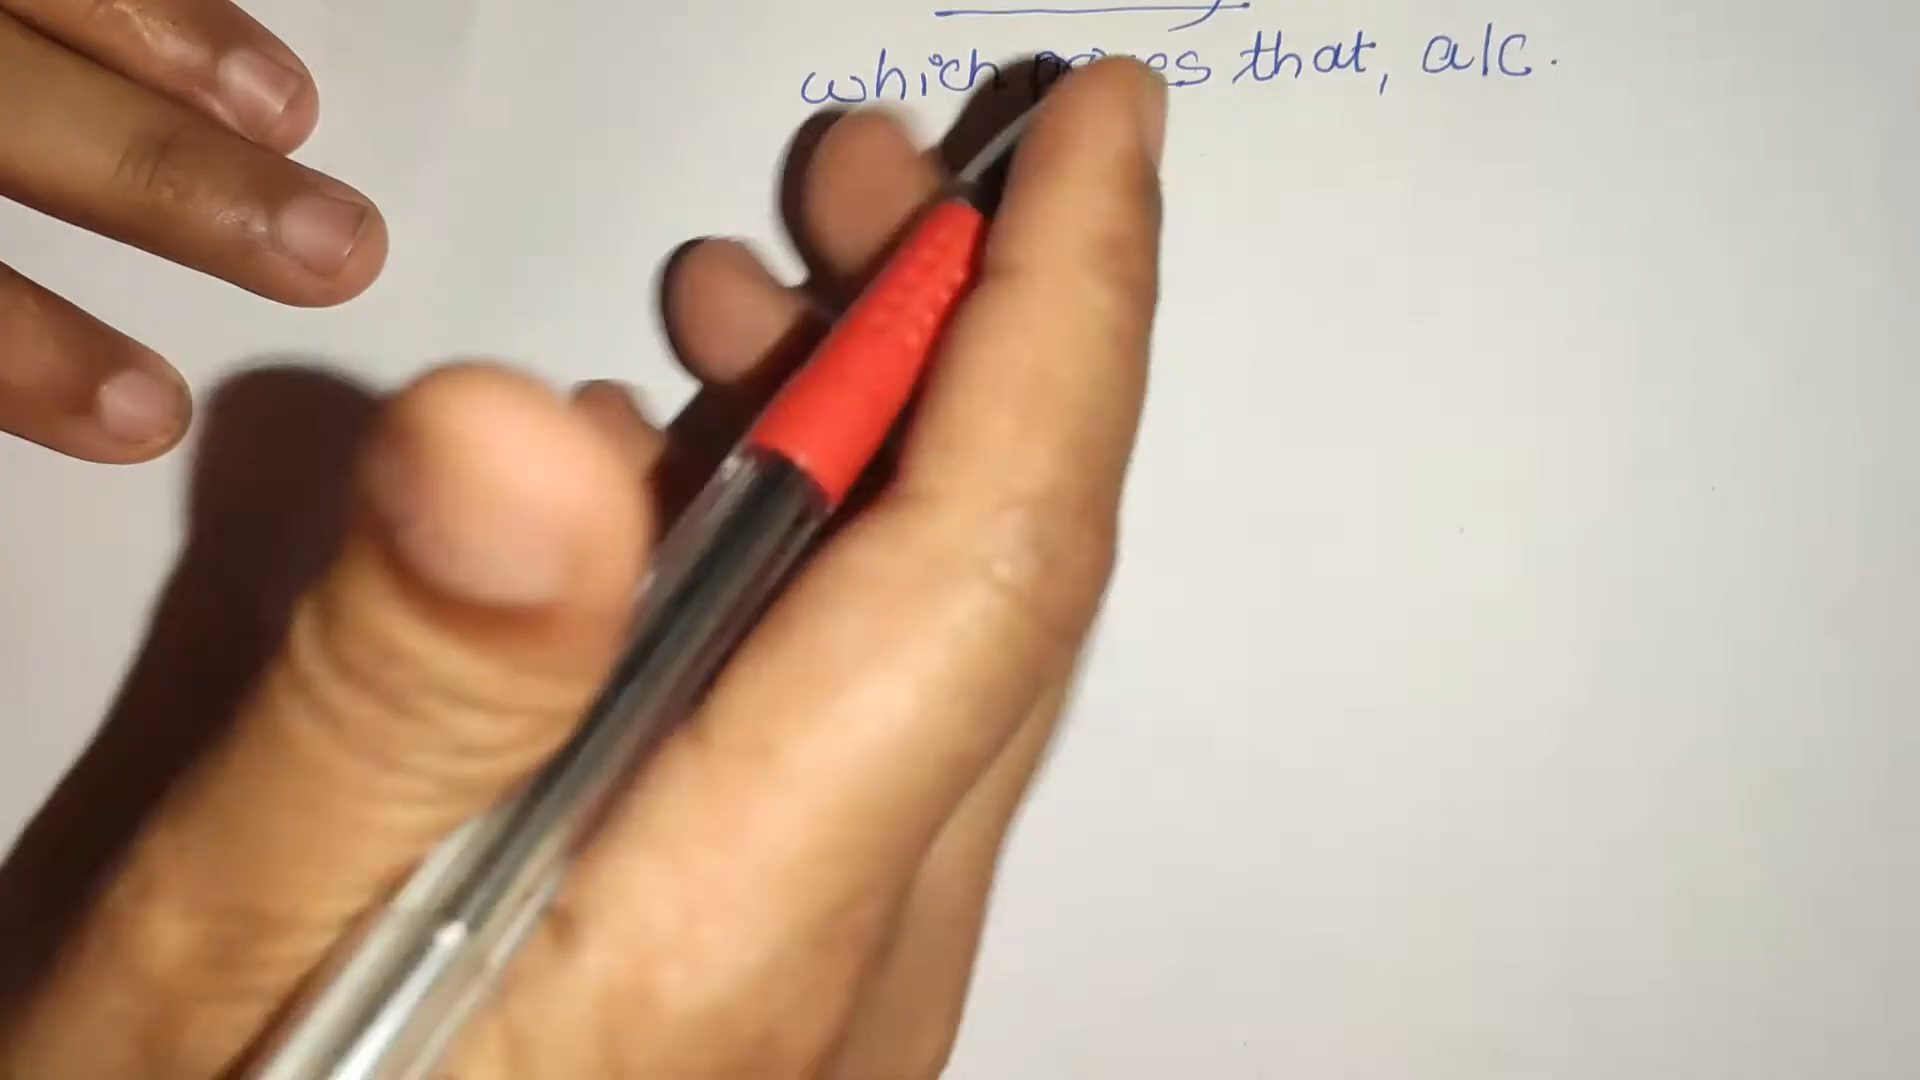 which that, a|c.